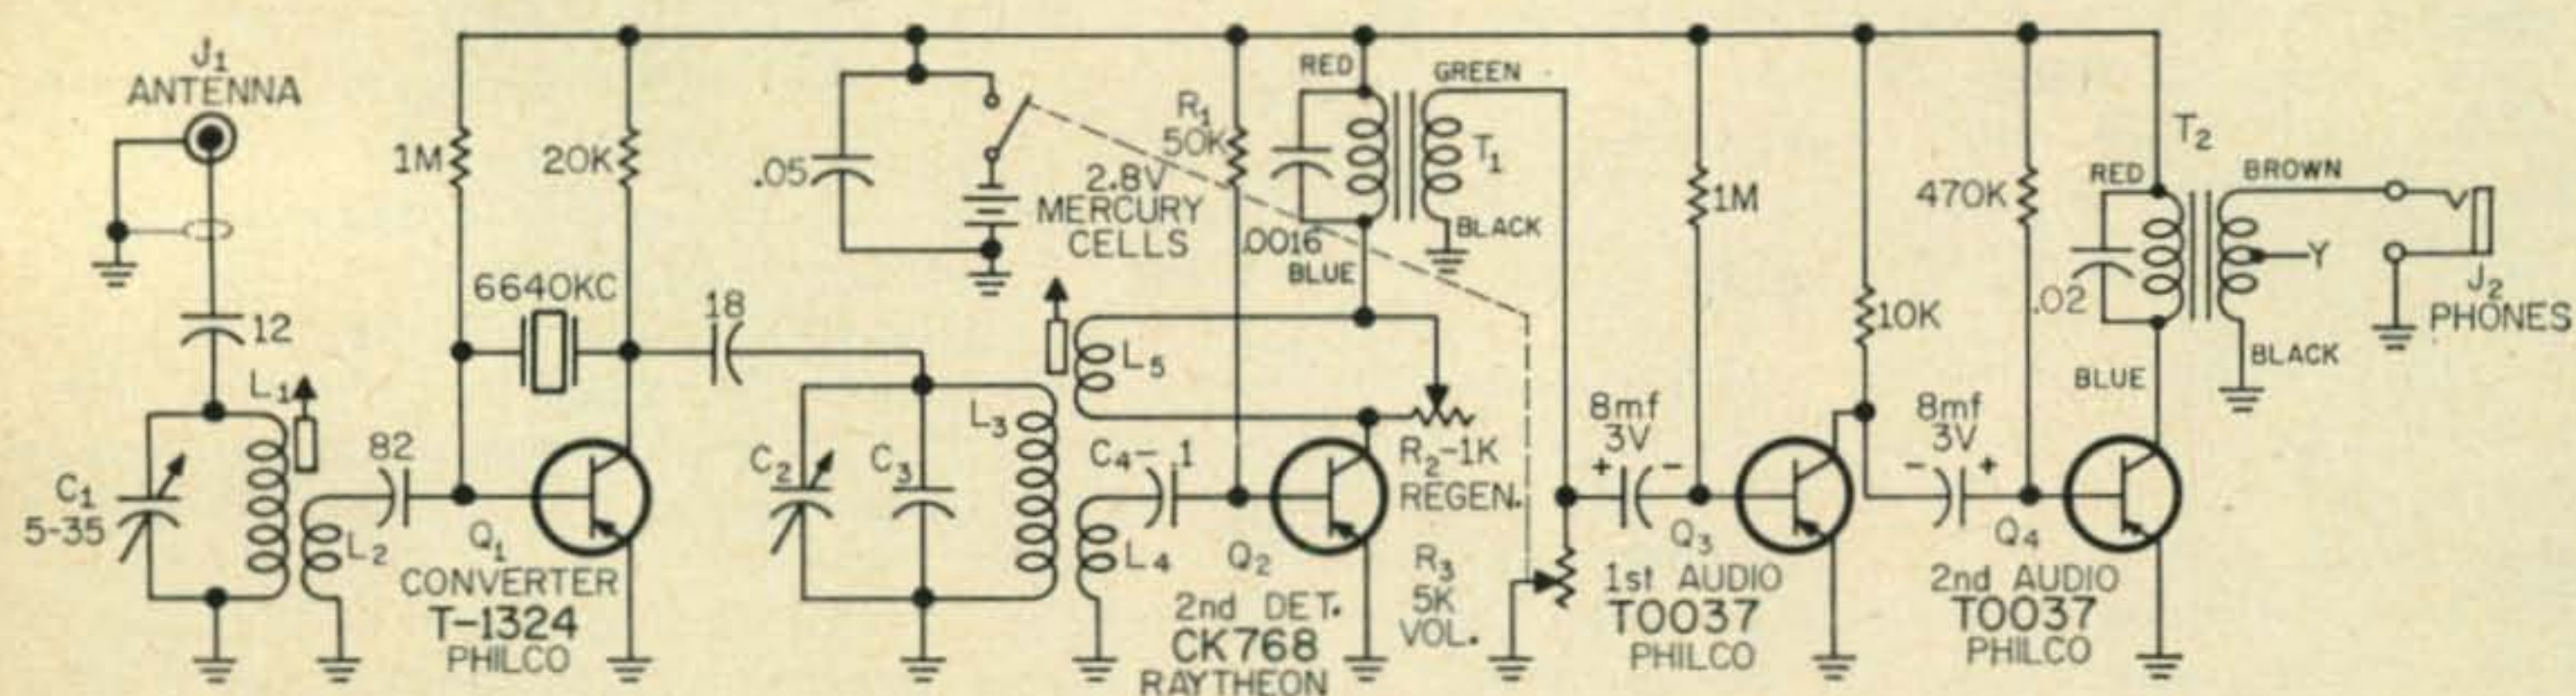 J1
ANTENNA
12
L1
C1
5-35
L2
82
1M
20K
6640KC
18
Q1
CONVERTER
T-1324
PHILCO
.05
2.8V
MERCURY
CELLS
C2
C3
L3
L4
L5
C4-.1
R1
50K
RED
GREEN
T1
.0016
BLUE
BLACK
Q2
2nd DET.
CK768
RAYTHEON
R2-1K
REGEN.
R3
5K
VOL.
8mf
3V
+ -
1M
Q3
1st AUDIO
TOO37
PHILCO
10K
8mf
3V
- +
470K
Q4
2nd AUDIO
TOO37
PHILCO
T2
RED
BROWN
.02
Y
BLUE
BLACK
J2
PHONES